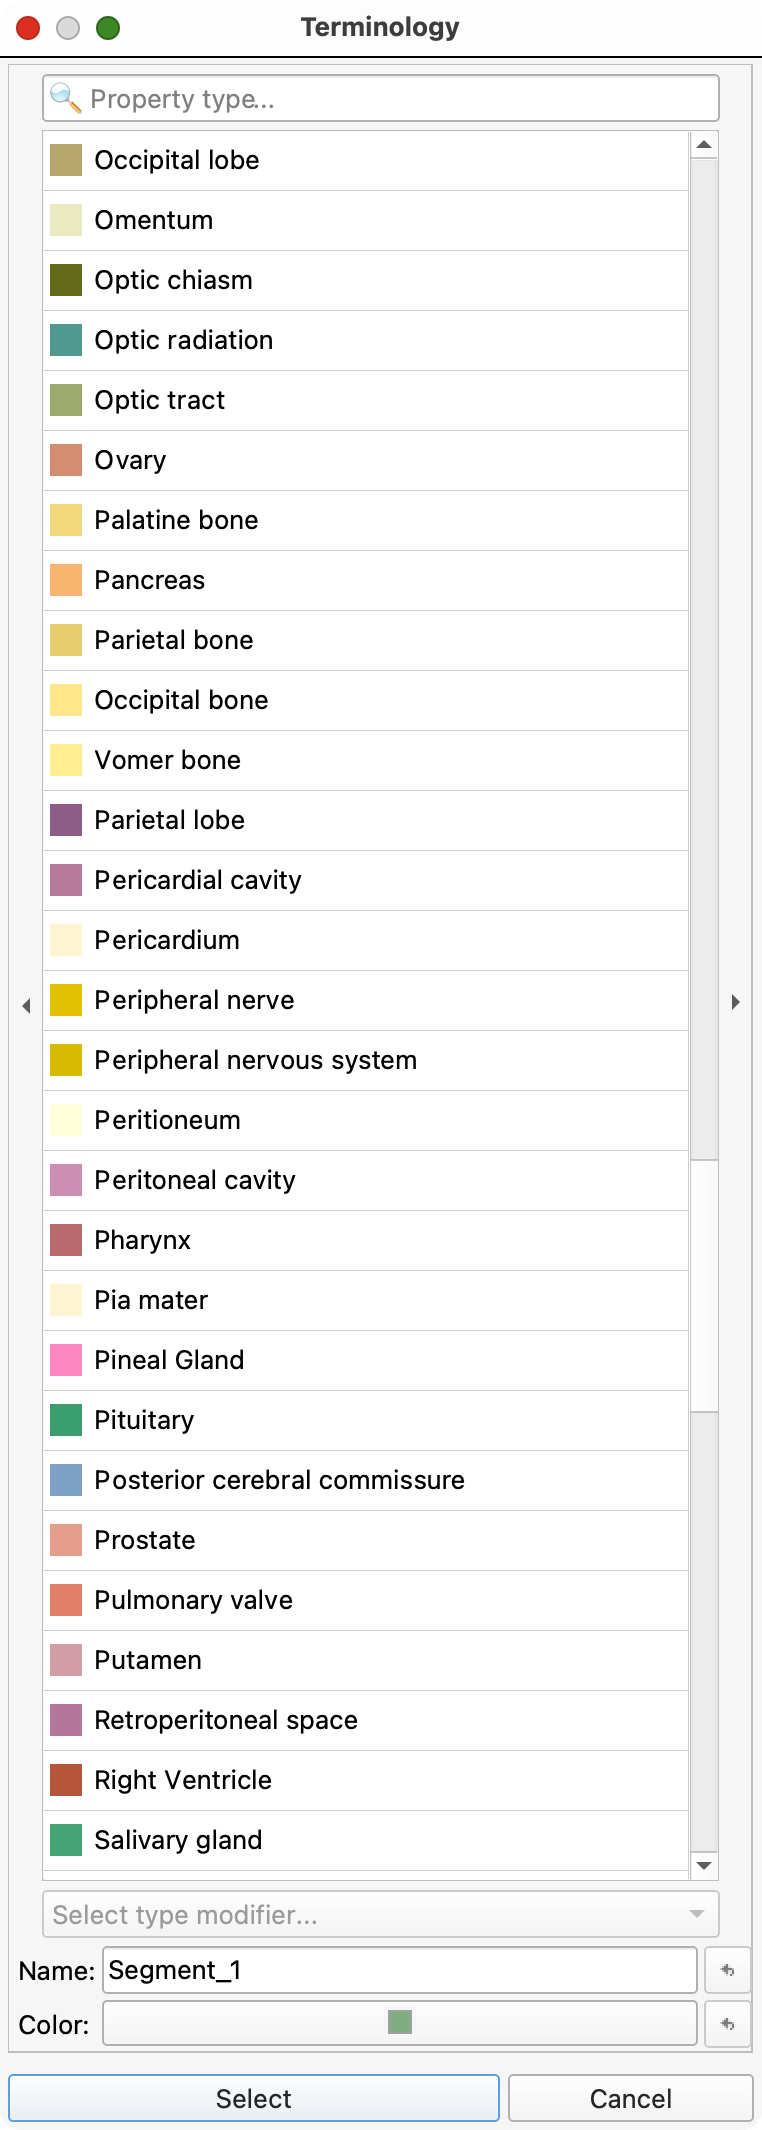 Terminology
Property type...
Occipital lobe
Omentum
Optic chiasm
Optic radiation
Optic tract
Ovary
Palatine bone
Pancreas
Parietal bone
Occipital bone
Vomer bone
Parietal lobe
Pericardial cavity
Pericardium
Peripheral nerve
Peripheral nervous system
Peritioneum
Peritoneal cavity
Pharynx
Pia mater
Pineal Gland
Pituitary
Posterior cerebral commissure
Prostate
Pulmonary valve
Putamen
Retroperitoneal space
Right Ventricle
Salivary gland
Select type modifier...
Name: Segment_1
Color:
Select Cancel